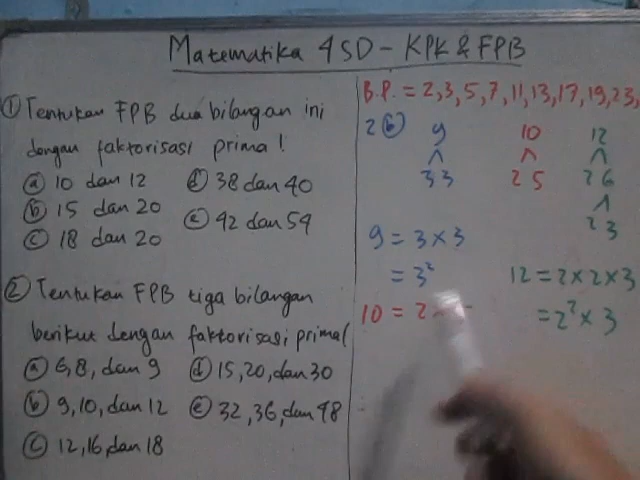 Matematika 4SD - KPK & FPB
① Tentukan FPB dua bilangan ini
dengan faktorisasi prima!
ⓐ 10 dan 12 ⓓ 38 dan 40
ⓑ 15 dan 20 ⓔ 42 dan 54
ⓒ 18 dan 20
② Tentukan FPB tiga bilangan
berikut dengan faktorisasi prima!
ⓐ 6, 8, dan 9 ⓓ 15, 20, dan 30
ⓑ 9, 10, dan 12 ⓔ 32, 36, dan 48
ⓒ 12, 16, dan 18
B.P. = 2, 3, 5, 7, 11, 13, 17, 19, 23,
2 ⓑ 9 10 12
3 3 2 5 2 6
2 3
9 = 3 × 3
= 3² 12 = 2 × 2 × 3
10 = 2 × = 2² × 3